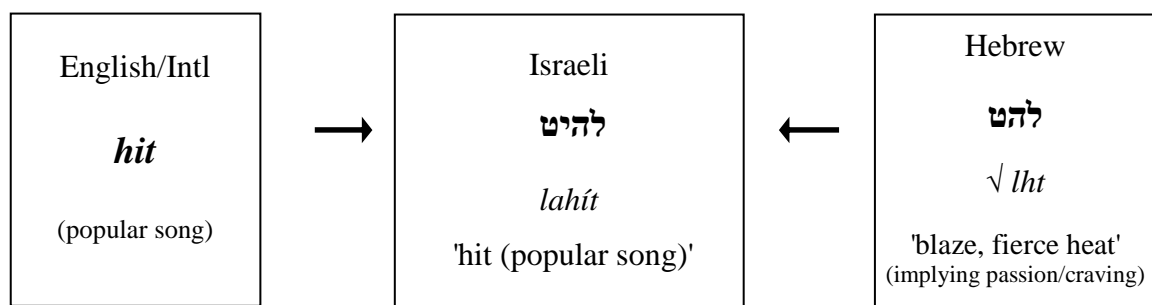 English/Intl
hit
(popular song)
Israeli
להיט
lahít
'hit (popular song)'
Hebrew
להט
√ lht
'blaze, fierce heat'
(implying passion/craving)